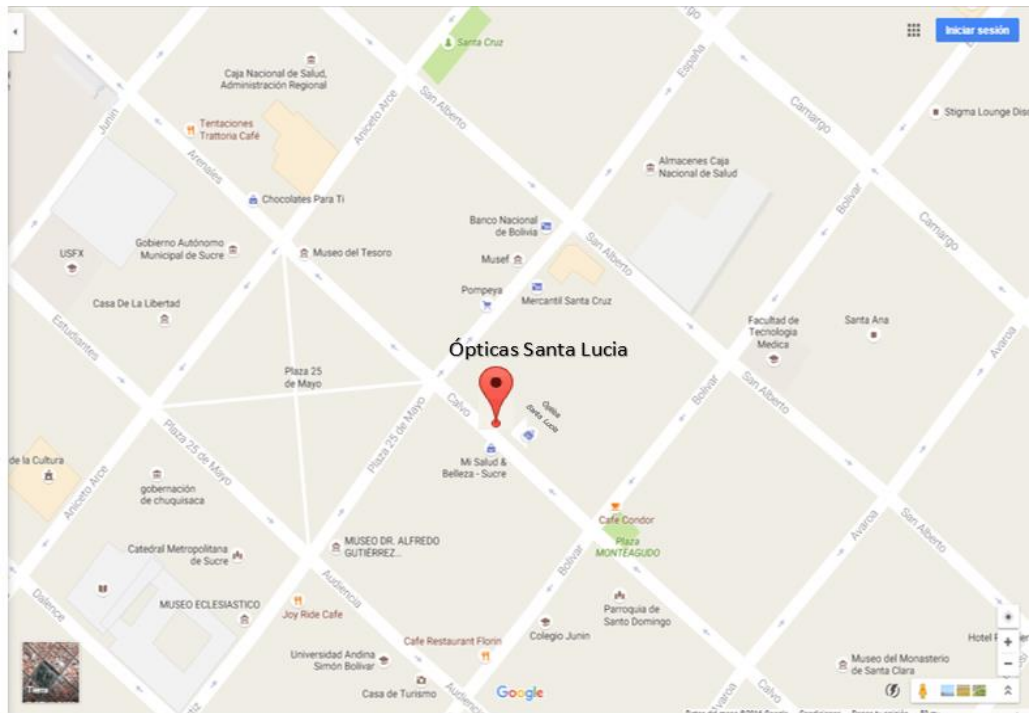 Iniciar sesión
Santa Cruz
Caja Nacional de Salud,
Administración Regional
San Alberto
España
Camargo
Stigma Lounge Disc
Junín
Tentaciones
Trattoria Café
Aniceto Arce
Arenales
Almacenes Caja
Nacional de Salud
Chocolates Para Ti
Bolívar
Camargo
Banco Nacional
de Bolivia
San Alberto
USFX
Gobierno Autónomo
Municipal de Sucre
Museo del Tesoro
Musef
Pompeya
Mercantil Santa Cruz
Casa De La Libertad
Estudiantes
Facultad de
Tecnologia
Medica
Santa Ana
Avaroa
Ópticas Santa Lucia
Plaza 25
de Mayo
Calvo
Optica
Santa Lucia
Bolívar
San Alberto
Plaza 25 de Mayo
Plaza 25 de Mayo
Mi Salud &
Belleza - Sucre
de la Cultura
Aniceto Arce
gobernación
de chuquisaca
Café Condor
Plaza
MONTEAGUDO
San Alberto
Avaroa
Catedral Metropolitana
de Sucre
MUSEO DR. ALFREDO
GUTIÉRREZ...
Bolívar
Dalence
MUSEO ECLESIASTICO
Audiencia
Joy Ride Cafe
Parroquia de
Santo Domingo
Colegio Junin
Cafe Restaurant Florin
Universidad Andina
Simón Bolívar
Casa de Turismo
Google
Calvo
Museo del Monasterio
de Santa Clara
Hotel